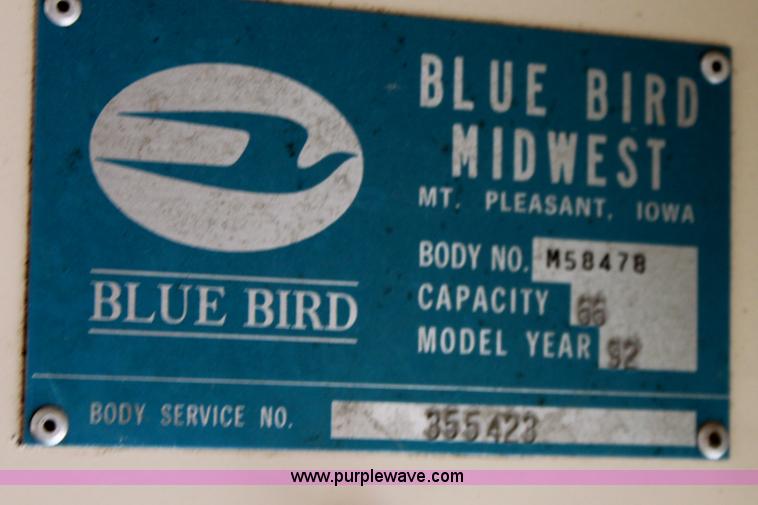 BLUE BIRD
MIDWEST
MT. PLEASANT, IOWA
BODY NO. M58478
CAPACITY 66
MODEL YEAR 92
BLUE BIRD
BODY SERVICE NO. 355423
www.purplewave.com